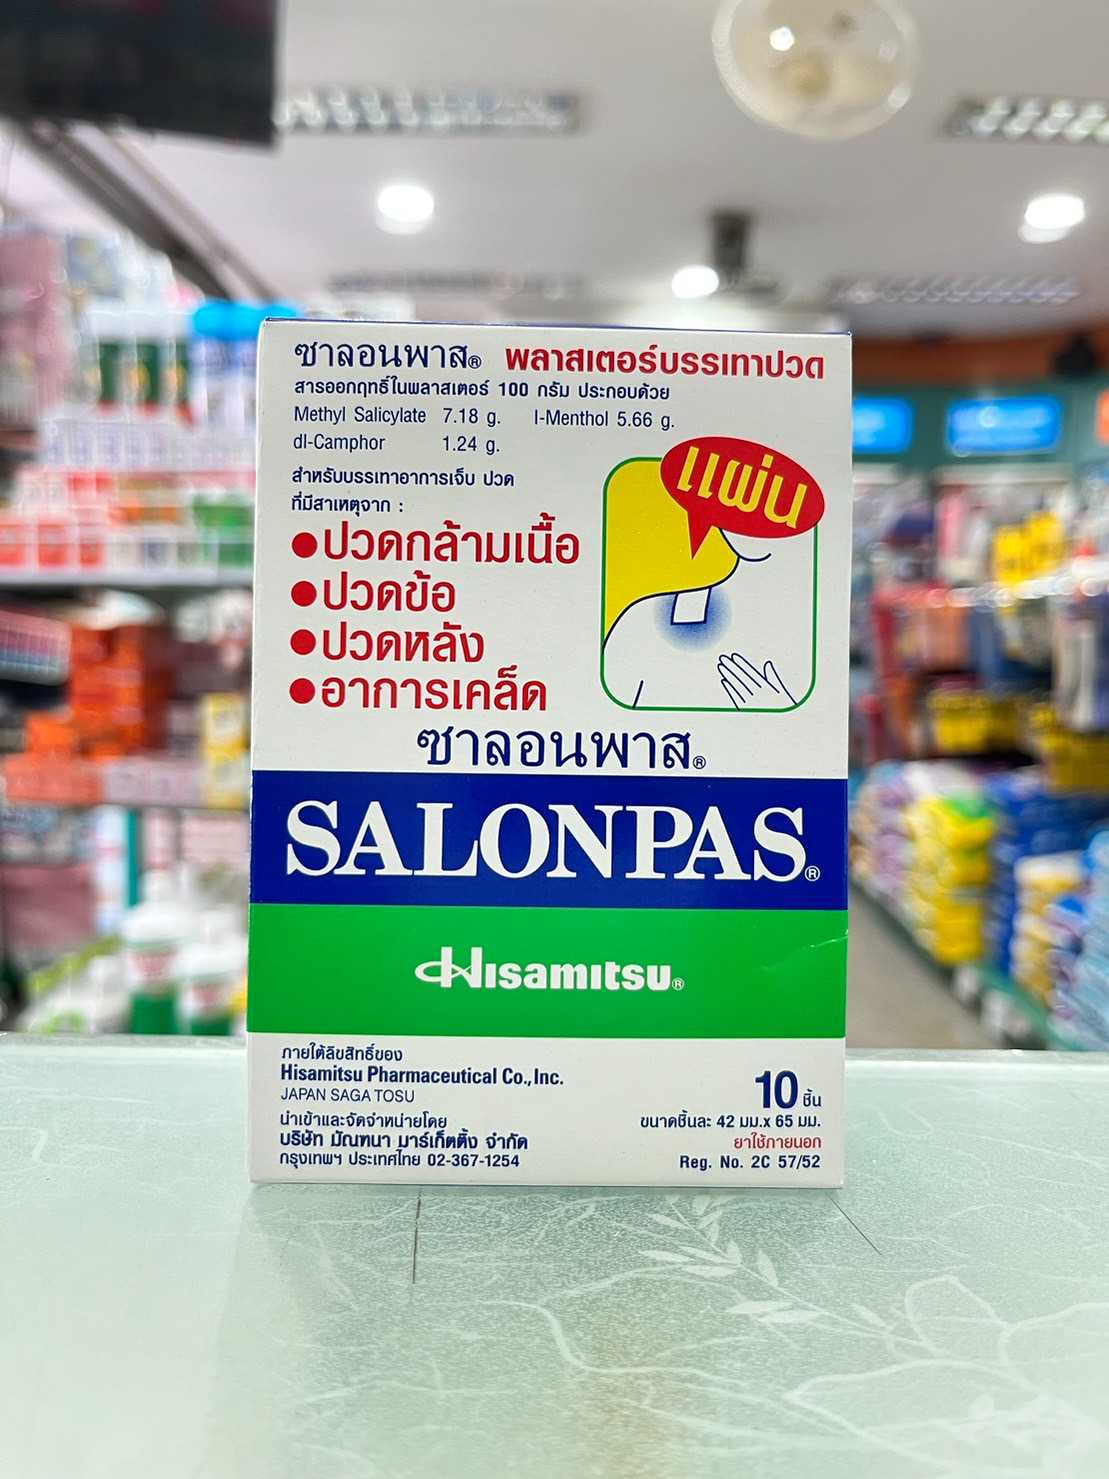 ซาลอนพาส® พลาสเตอร์บรรเทาปวด
สารออกฤทธิ์ในพลาสเตอร์ 100 กรัม ประกอบด้วย
Methyl Salicylate 7.18 g. l-Menthol 5.66 g.
dl-Camphor 1.24 g.
สำหรับบรรเทาอาการเจ็บ ปวด
ที่มีสาเหตุจาก :
แผ่น
●ปวดกล้ามเนื้อ
●ปวดข้อ
●ปวดหลัง
●อาการเคล็ด
ซาลอนพาส®
SALONPAS®
Hisamitsu®
ภายใต้ลิขสิทธิ์ของ
Hisamitsu Pharmaceutical Co., Inc.
JAPAN SAGA TOSU
นำเข้าและจัดจำหน่ายโดย
บริษัท มัณฑนา มาร์เก็ตติ้ง จำกัด
กรุงเทพฯ ประเทศไทย 02-367-1254
10 ชิ้น
ขนาดชิ้นละ 42 มม.x 65 มม.
ยาใช้ภายนอก
Reg. No. 2C 57/52